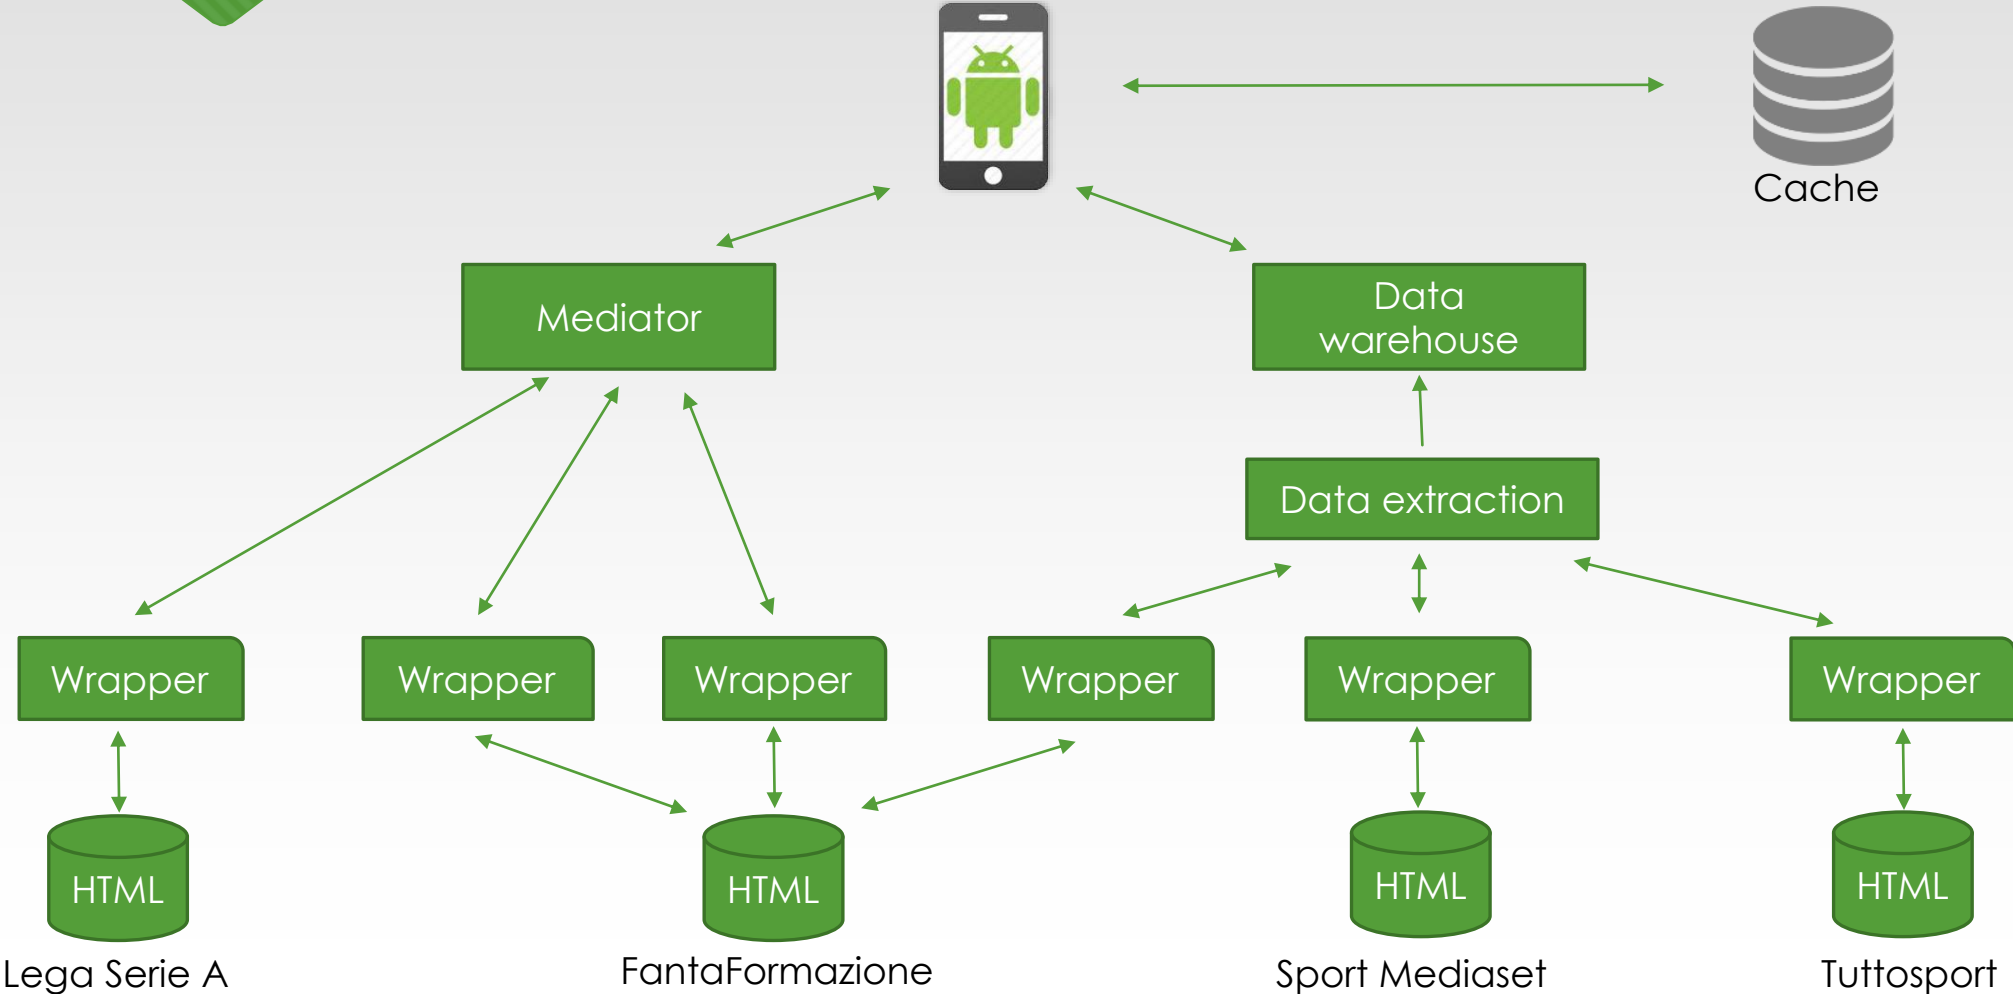 Cache
Mediator
Data
warehouse
Data extraction
Wrapper
Wrapper
Wrapper
Wrapper
Wrapper
Wrapper
HTML
HTML
HTML
HTML
Lega Serie A
FantaFormazione
Sport Mediaset
Tuttosport